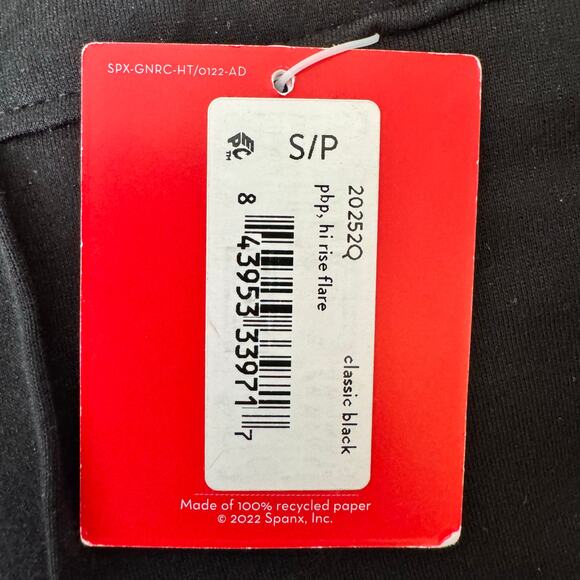 SPX-GNRC-HT/0122-AD
EPC™
S/P
20252Q
pbp, hi rise flare
classic black
8 43953 33971 7
Made of 100% recycled paper
© 2022 Spanx, Inc.